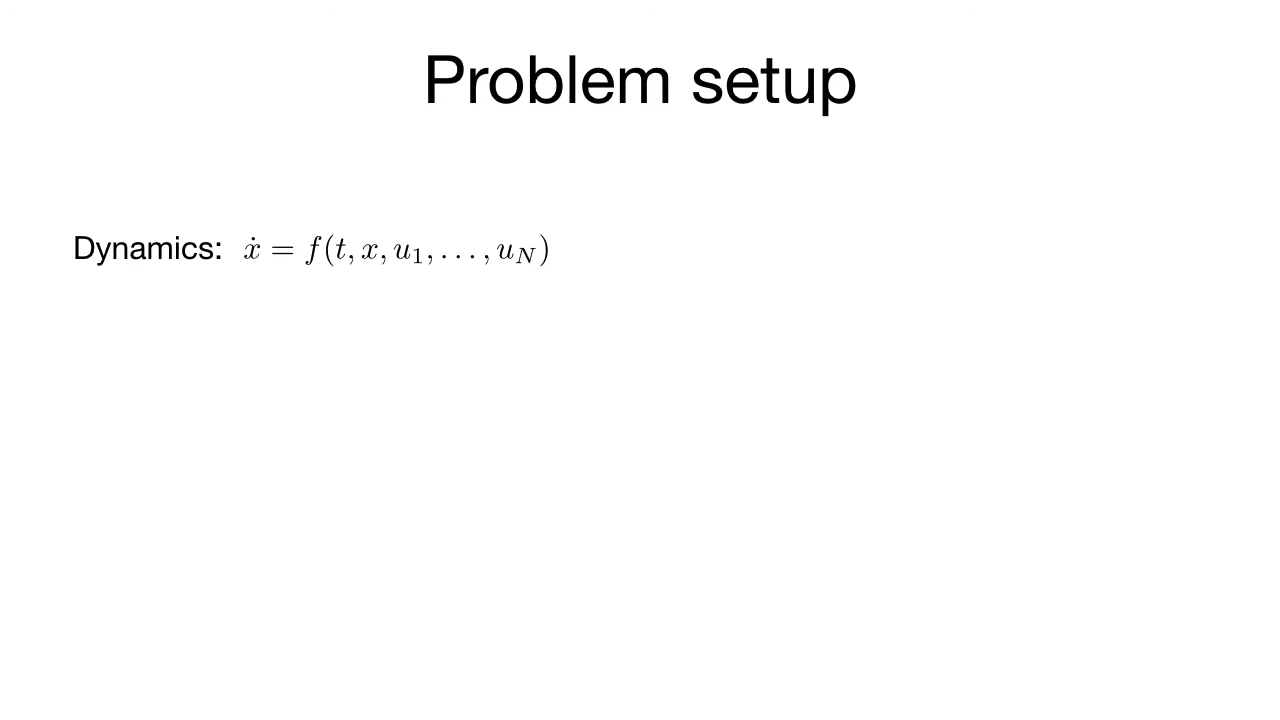 Problem setup
Dynamics: ẋ = f(t, x, u₁, . . . , u_N)